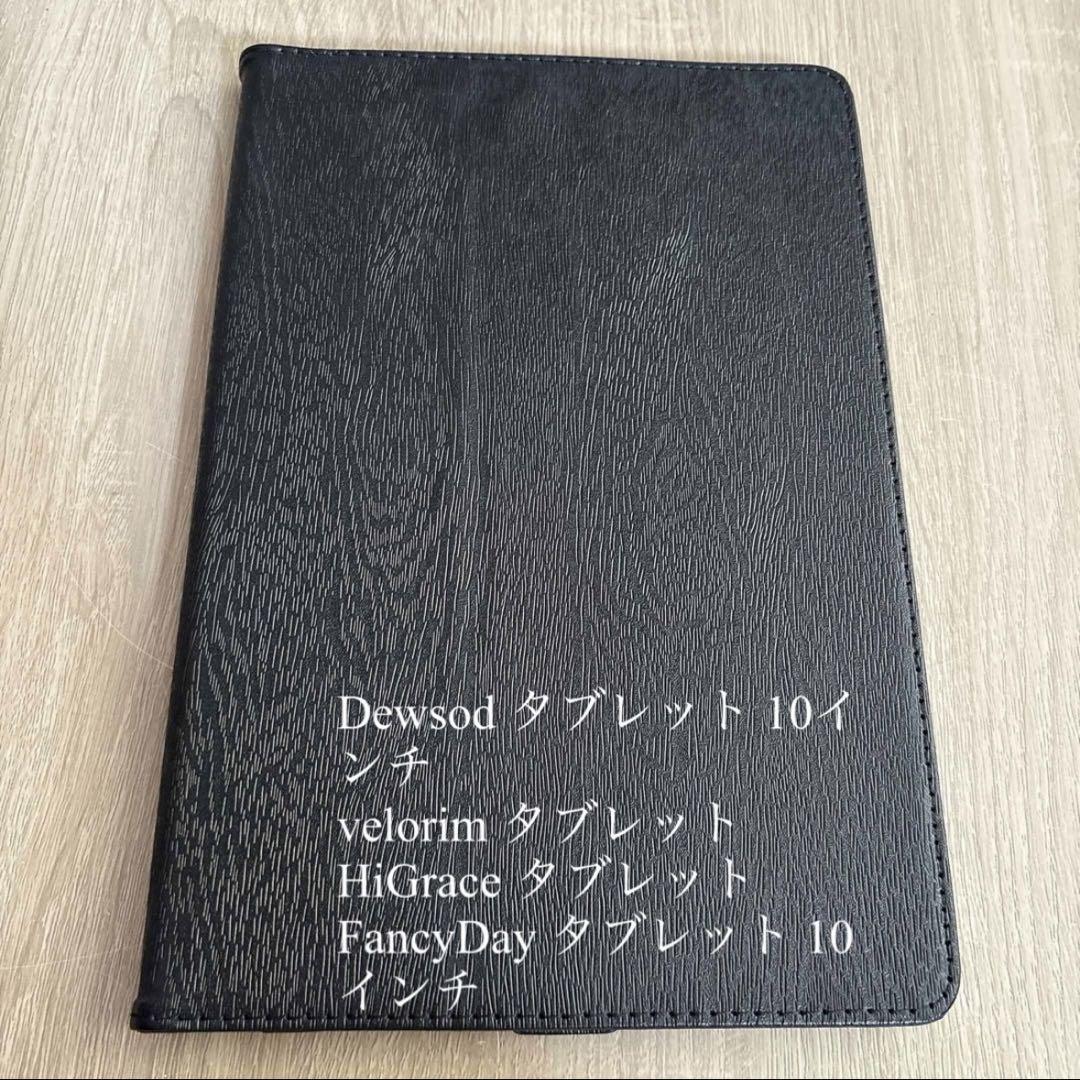 Dewsod タブレット 10イ
ンチ
velorim タブレット
HiGrace タブレット
FancyDay タブレット 10
インチ